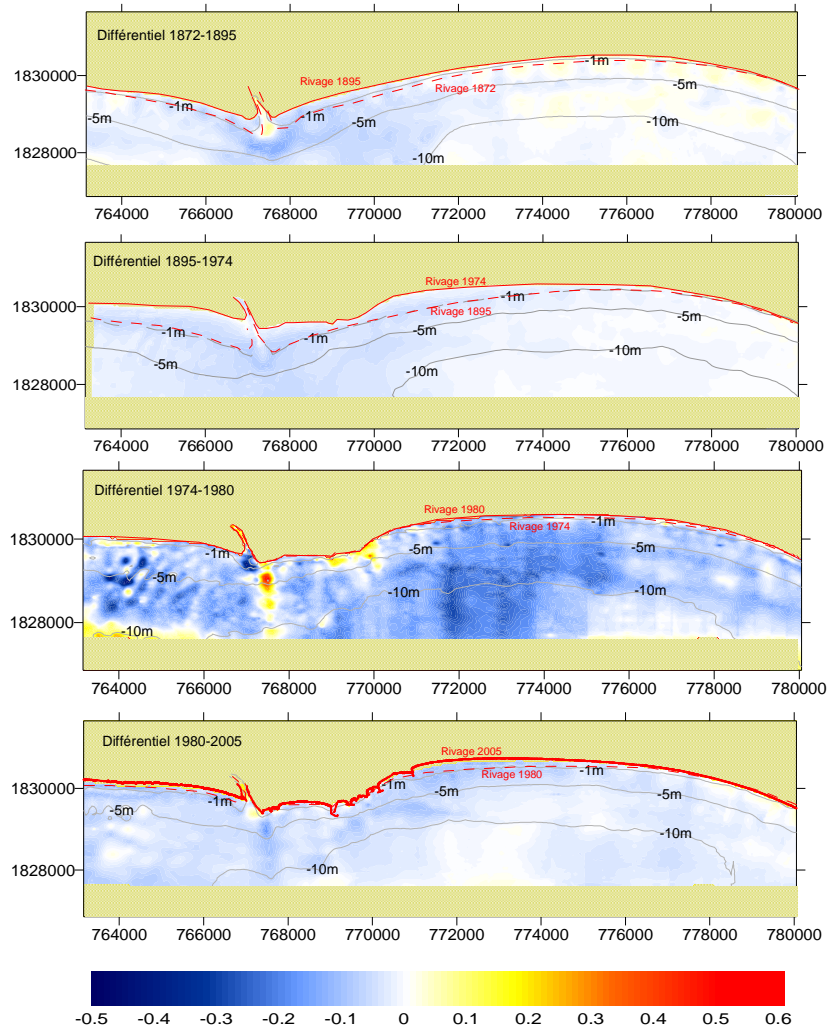 Différentiel 1872-1895
1830000
1828000
Rivage 1895
Rivage 1872
-1m
-1m
-1m
-5m
-5m
-5m
-10m
-10m
764000 766000 768000 770000 772000 774000 776000 778000 780000
Différentiel 1895-1974
1830000
1828000
Rivage 1974
Rivage 1895
-1m
-1m
-1m
-5m
-5m
-5m
-10m
-10m
764000 766000 768000 770000 772000 774000 776000 778000 780000
Différentiel 1974-1980
1830000
1828000
Rivage 1980
Rivage 1974
-1m
-1m
-5m
-5m
-5m
-10m
-10m
764000 766000 768000 770000 772000 774000 776000 778000 780000
Différentiel 1980-2005
1830000
1828000
Rivage 2005
Rivage 1980
-1m
-1m
-1m
-5m
-5m
-5m
-10m
-10m
764000 766000 768000 770000 772000 774000 776000 778000 780000
-0.5 -0.4 -0.3 -0.2 -0.1 0 0.1 0.2 0.3 0.4 0.5 0.6